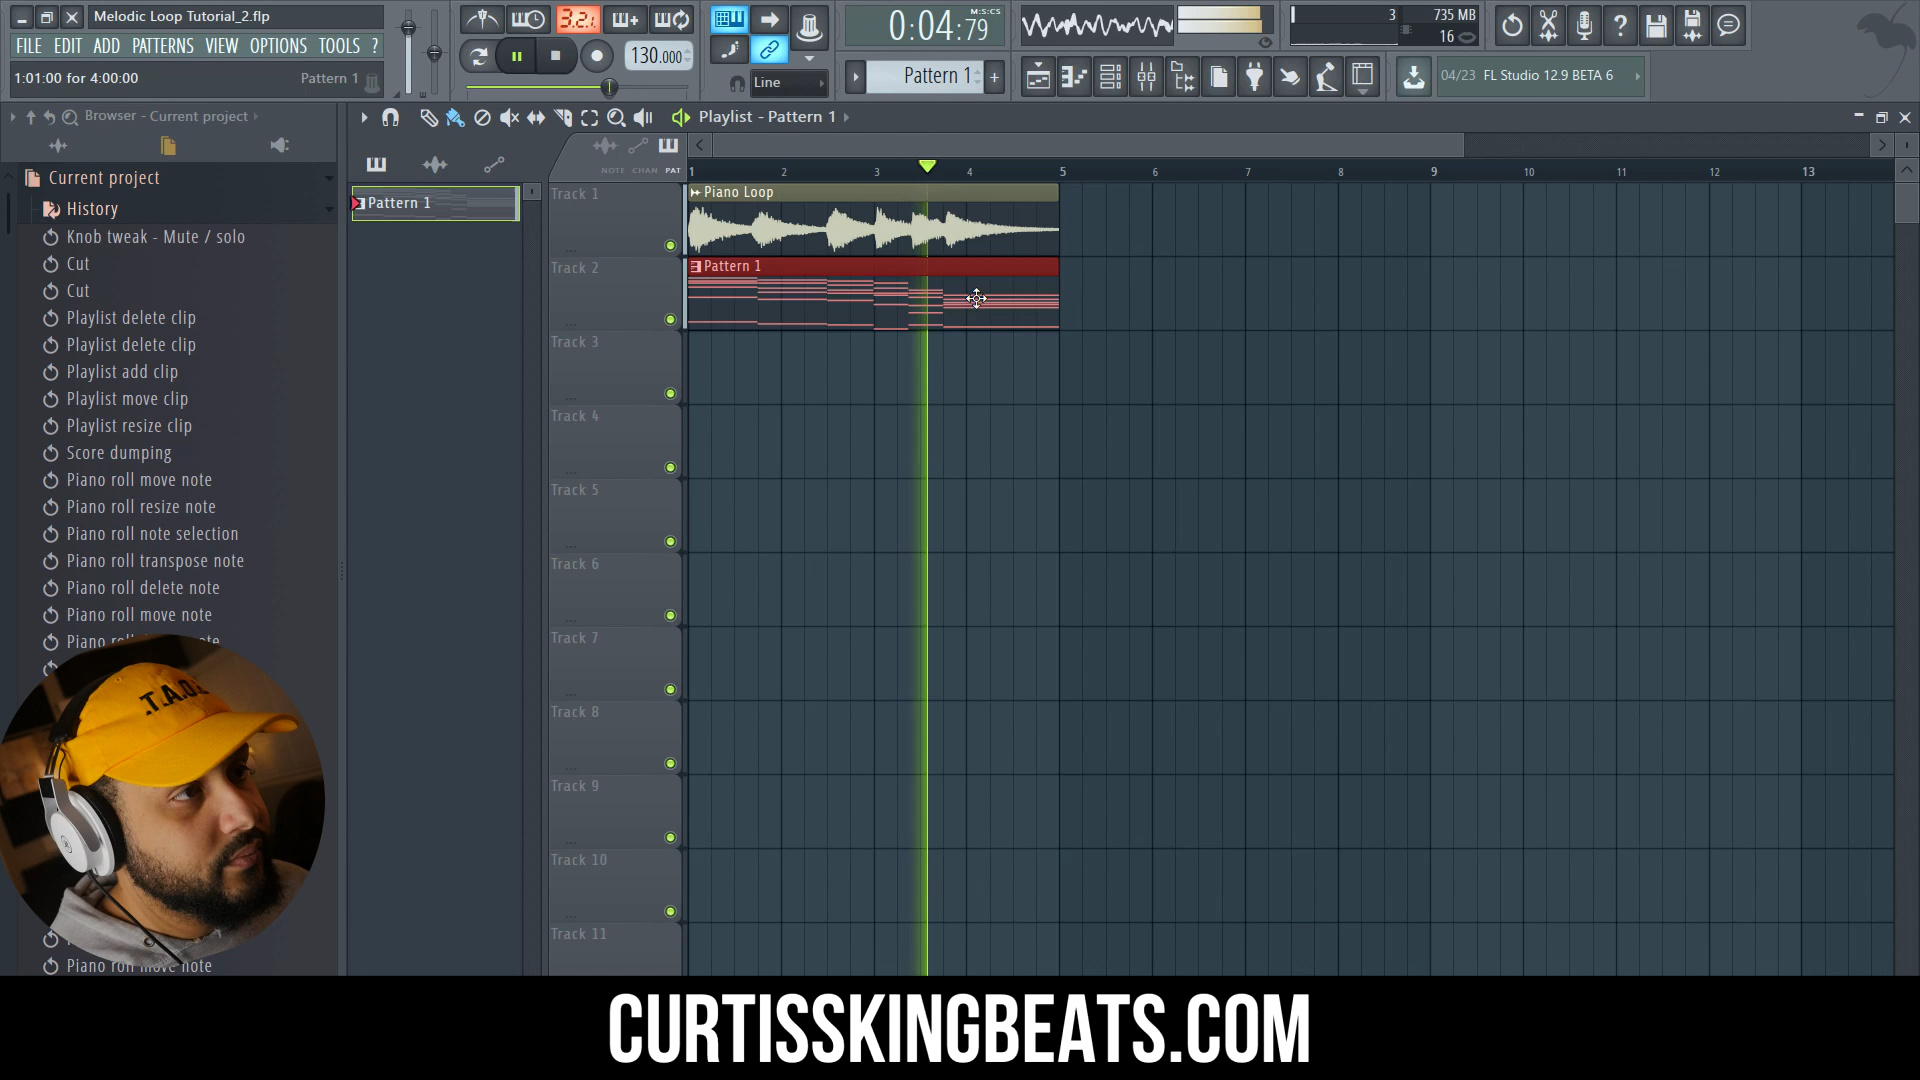 Melodic Loop Tutorial_2.flp
FILE EDIT ADD PATTERNS VIEW OPTIONS TOOLS ?
1:01:00 for 4:00:00 Pattern 1
3.2.1
130.000
Line
0:04:79
M:S:CS
Pattern 1
3
735 MB
16
04/23 FL Studio 12.9 BETA 6
Browser - Current project
Current project
History
Knob tweak - Mute / solo
Cut
Cut
Playlist delete clip
Playlist delete clip
Playlist add clip
Playlist move clip
Playlist resize clip
Score dumping
Piano roll move note
Piano roll resize note
Piano roll note selection
Piano roll transpose note
Piano roll delete note
Piano roll move note
Piano roll move note
Pattern 1
Playlist - Pattern 1
NOTE CHAN PAT
1 2 3 4 5 6 7 8 9 10 11 12 13
Track 1
Piano Loop
Track 2
Pattern 1
Track 3
Track 4
Track 5
Track 6
Track 7
Track 8
Track 9
Track 10
Track 11
T.A.O.
CURTISSKINGBEATS.COM